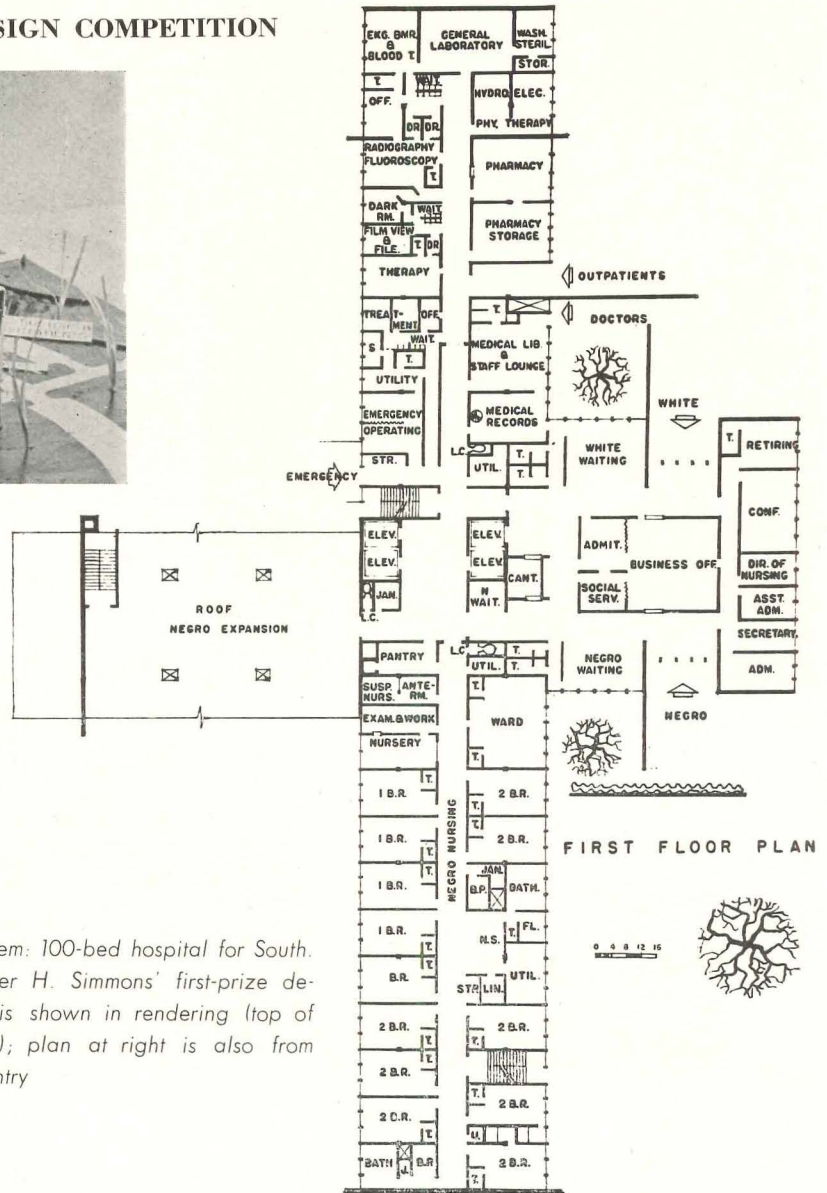 SIGN COMPETITION
EKG. BMR. & BLOOD T.
GENERAL LABORATORY
WASH. STERIL.
STOR.
T.
WAIT.
OFF.
HYDRO. ELEC.
DR. DR.
PHY. THERAPY
RADIOGRAPHY FLUOROSCOPY
T.
PHARMACY
DARK RM.
WAIT.
FILM VIEW & FILE.
T. DR
PHARMACY STORAGE
THERAPY
OUTPATIENTS
TREAT-MENT
OFF.
T.
DOCTORS
WAIT.
S
T.
MEDICAL LIB. & STAFF LOUNGE
UTILITY
WHITE
EMERGENCY OPERATING
MEDICAL RECORDS
T.
RETIRING
L.C.
WHITE WAITING
STR.
UTIL.
T.
T.
EMERGENCY
CONF.
ELEV.
ELEV.
ADMIT.
BUSINESS OFF.
ELEV.
ELEV.
CANT.
DIR. OF NURSING
JAN.
N WAIT.
SOCIAL SERV.
ASST. ADM.
L.C.
ROOF
NEGRO EXPANSION
SECRETARY
PANTRY
L.C.
UTIL.
T.
T.
NEGRO WAITING
ADM.
SUSP. NURS.
ANTE-RM.
T.
NEGRO
EXAM. & WORK
WARD
NURSERY
T.
1 B.R.
T.
2 B.R.
NEGRO NURSING
T.
T.
1 B.R.
T.
2 B.R.
FIRST FLOOR PLAN
1 B.R.
T.
JAN.
B.P.
BATH.
1 B.R.
T.
N.S.
T.
FL.
0 4 8 12 16
B.R.
T.
STR.
LIN.
UTIL.
2 B.R.
T.
2 B.R.
T.
2 B.R.
T.
T.
2 B.R.
2 B.R.
T.
U.
BATH
J.
B.R
2 B.R.
T.
em: 100-bed hospital for South.
er H. Simmons' first-prize de-
is shown in rendering (top of
); plan at right is also from
ntry